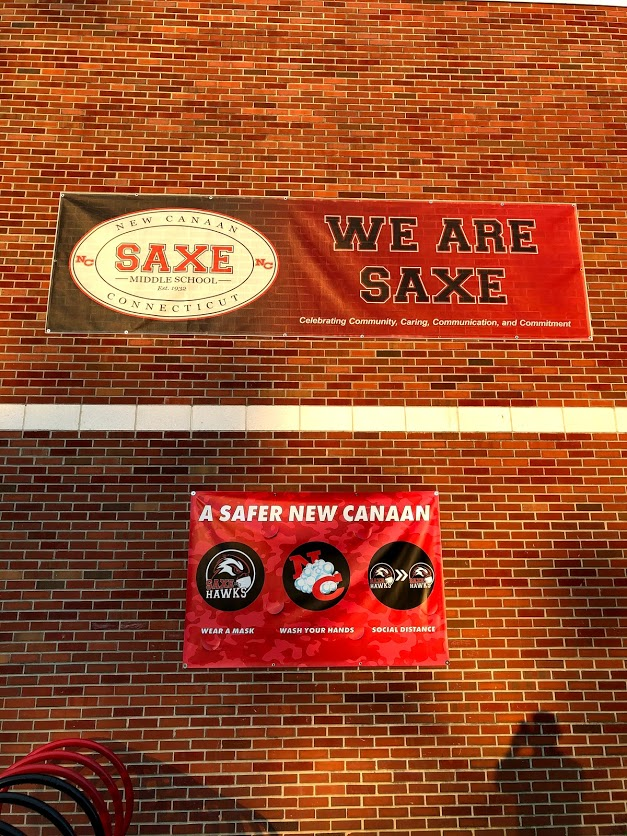 NEW CANAAN
NC
SAXE
NC
MIDDLE SCHOOL
Est. 1932
CONNECTICUT
WE ARE
SAXE
Celebrating Community, Caring, Communication, and Commitment
A SAFER NEW CANAAN
SAXE
HAWKS
NC
HAWKS
HAWKS
WEAR A MASK
WASH YOUR HANDS
SOCIAL DISTANCE